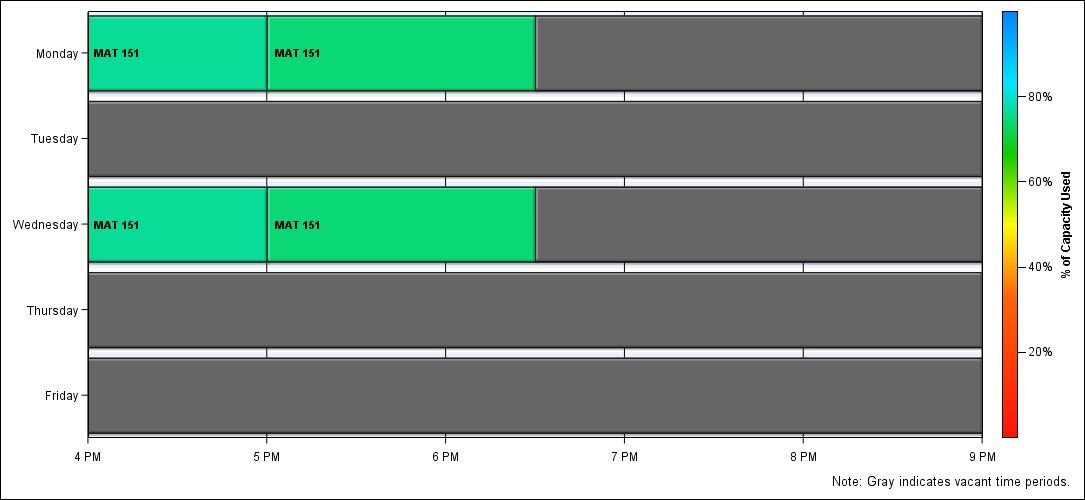 Monday
MAT 151
MAT 151
Tuesday
Wednesday
MAT 151
MAT 151
Thursday
Friday
4 PM
5 PM
6 PM
7 PM
8 PM
9 PM
80%
60%
40%
20%
% of Capacity Used
Note: Gray indicates vacant time periods.